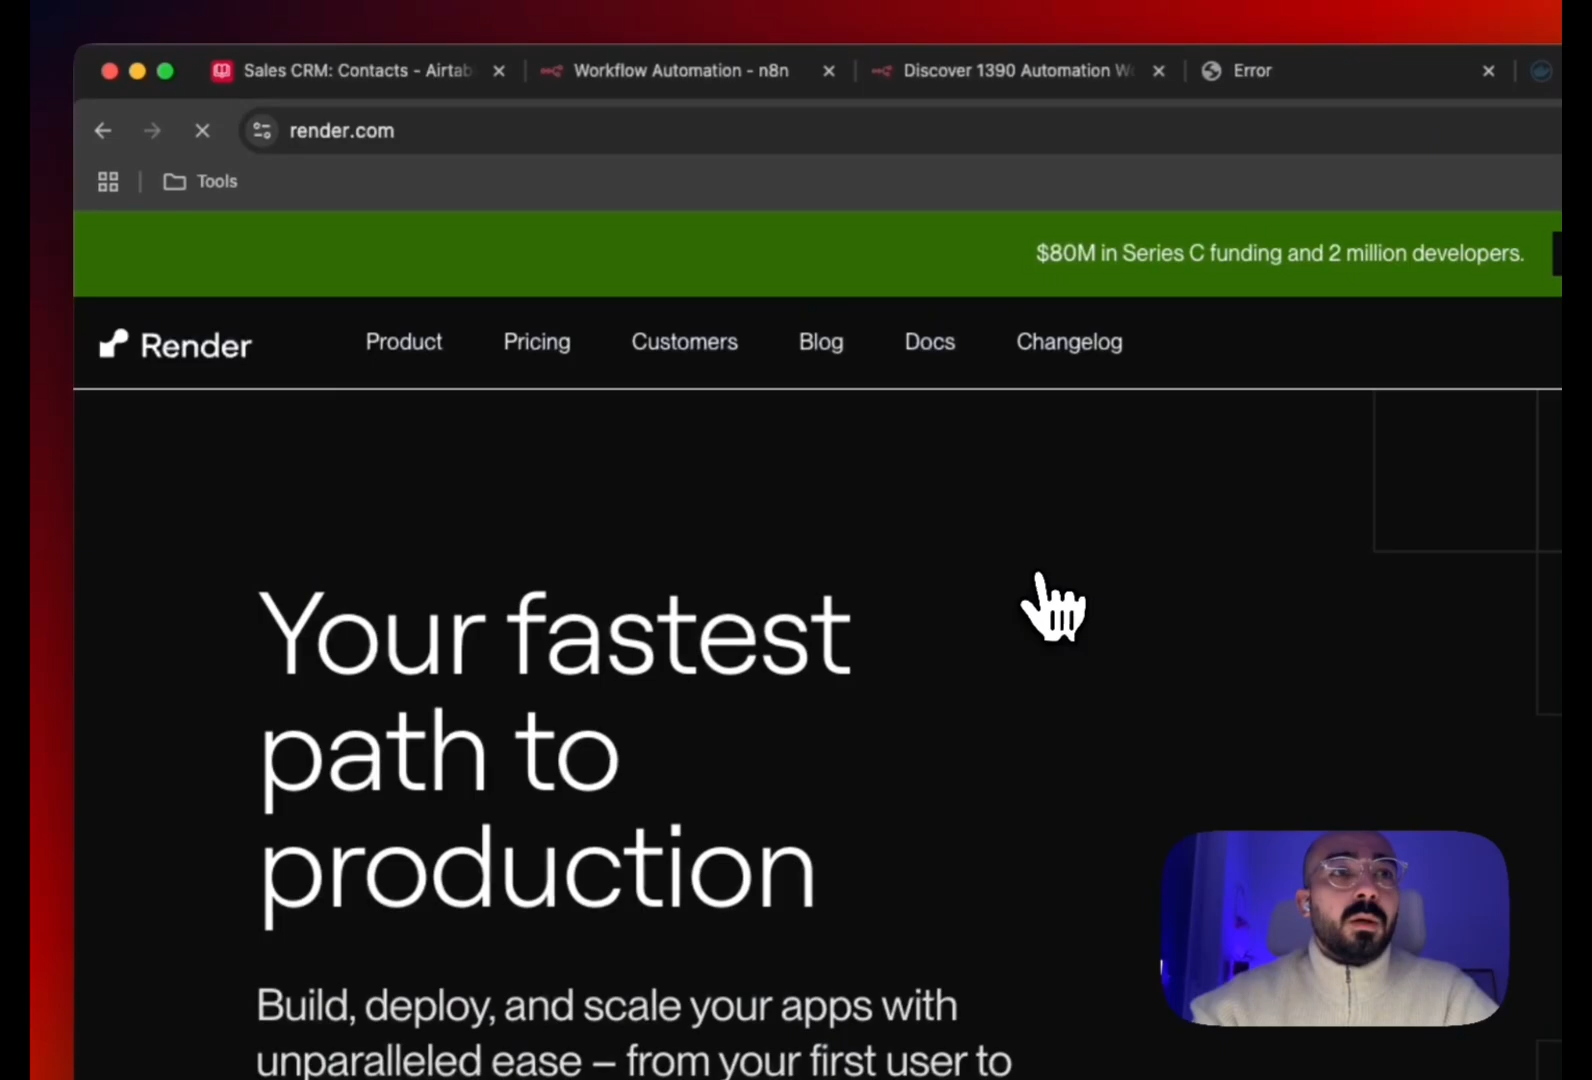 Sales CRM: Contacts - Airtab
Workflow Automation - n8n
Discover 1390 Automation W
Error
render.com
Tools
$80M in Series C funding and 2 million developers.
Render
Product
Pricing
Customers
Blog
Docs
Changelog
Your fastest
path to
production
Build, deploy, and scale your apps with
unparalleled ease – from your first user to